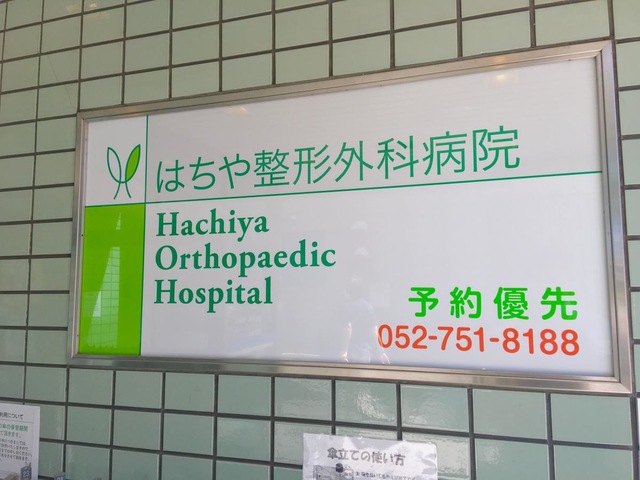 はちや整形外科病院
Hachiya
Orthopaedic
Hospital
予約優先
052-751-8188
傘立ての使い方